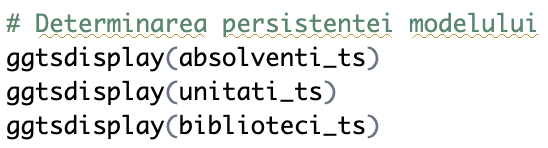 # Determinarea persistentei modelului
ggtsdisplay(absolventi_ts)
ggtsdisplay(unitati_ts)
ggtsdisplay(biblioteci_ts)